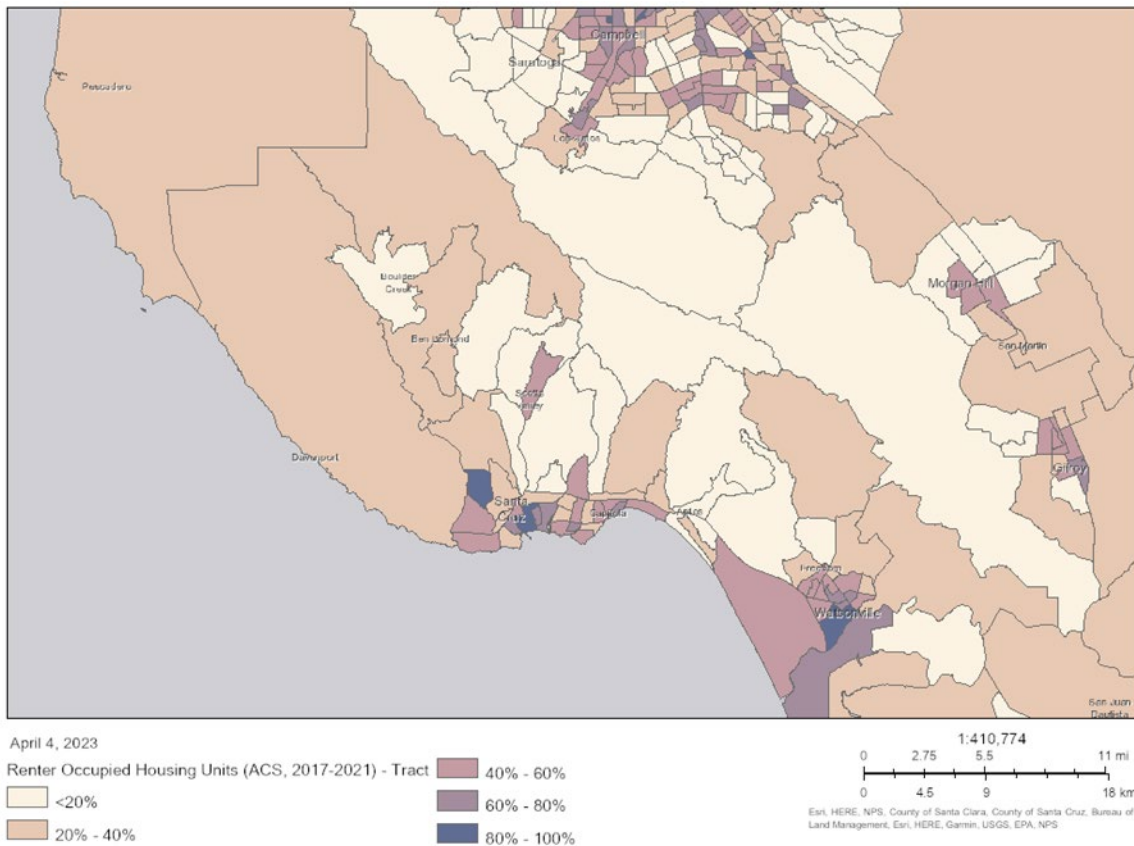 Campbell
Saratoga
Pescadero
Los Gatos
Boulder
Creek
Morgan Hill
Ben Lomond
San Martin
Scotts
Valley
Davenport
Gilroy
Santa
Cruz
Capitola
Aptos
Freedom
Watsonville
San Juan
Bautista
April 4, 2023
Renter Occupied Housing Units (ACS, 2017-2021) - Tract
<20%
20% - 40%
40% - 60%
60% - 80%
80% - 100%
1:410,774
0 2.75 5.5 11 mi
0 4.5 9 18 km
Esri, HERE, NPS, County of Santa Clara, County of Santa Cruz, Bureau of
Land Management, Esri, HERE, Garmin, USGS, EPA, NPS